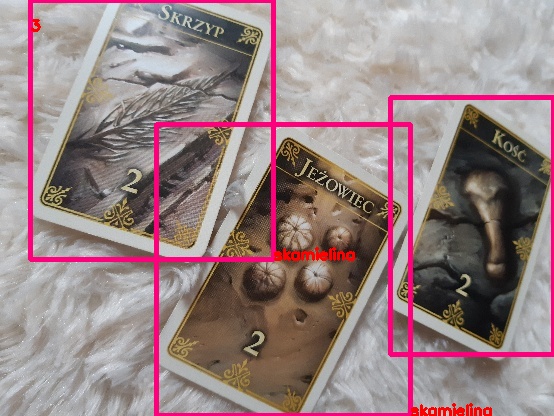 3
SKRZYP
2
skamielina
JEŻOWIEC
2
skamielina
KOŚĆ
2